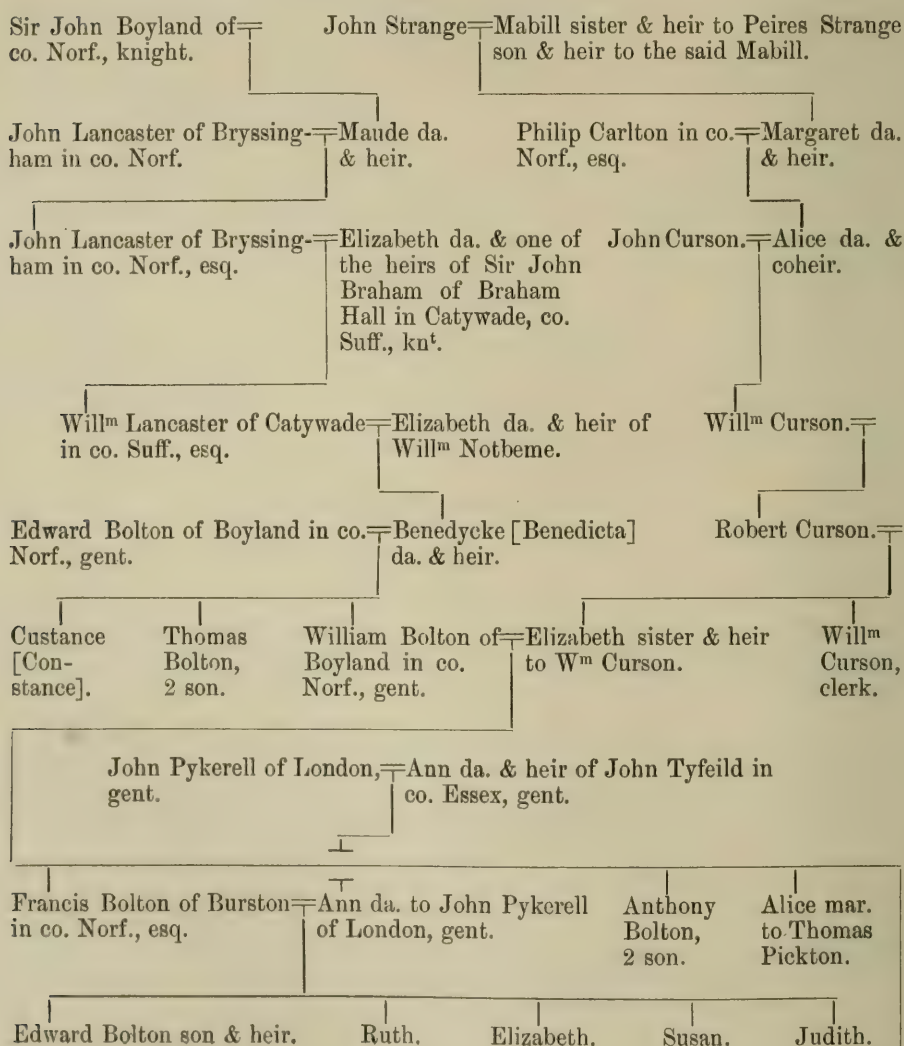 Sir John Boyland of
co. Norf., knight.
John Strange
Mabill sister & heir to Peires Strange
son & heir to the said Mabill.
John Lancaster of Bryssing-
ham in co. Norf.
Maude da.
& heir.
Philip Carlton in co.
Norf., esq.
Margaret da.
& heir.
John Lancaster of Bryssing-
ham in co. Norf., esq.
Elizabeth da. & one of
the heirs of Sir John
Braham of Braham
Hall in Catywade, co.
Suff., knᵗ.
John Curson.
Alice da. &
coheir.
Willᵐ Lancaster of Catywade
in co. Suff., esq.
Elizabeth da. & heir of
Willᵐ Notbeme.
Willᵐ Curson.
Edward Bolton of Boyland in co.
Norf., gent.
Benedycke [Benedicta]
da. & heir.
Robert Curson.
Custance
[Con-
stance].
Thomas
Bolton,
2 son.
William Bolton of
Boyland in co.
Norf., gent.
Elizabeth sister & heir
to Wᵐ Curson.
Willᵐ
Curson,
clerk.
John Pykerell of London,
gent.
Ann da. & heir of John Tyfeild in
co. Essex, gent.
Francis Bolton of Burston
in co. Norf., esq.
Ann da. to John Pykerell
of London, gent.
Anthony
Bolton,
2 son.
Alice mar.
to Thomas
Pickton.
Edward Bolton son & heir.
Ruth.
Elizabeth.
Susan.
Judith.